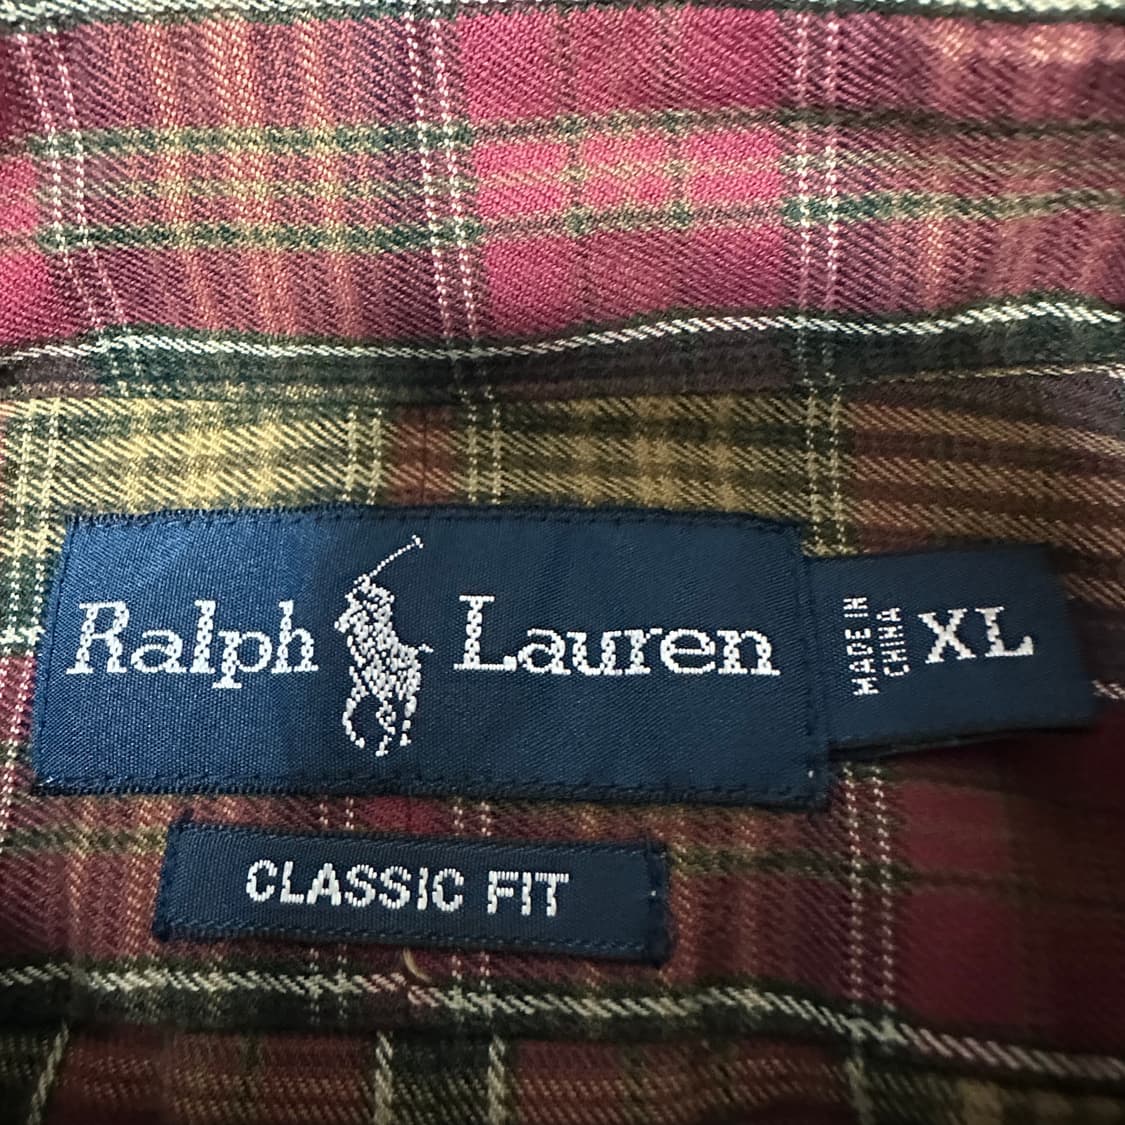 Ralph Lauren
MADE IN
CHINA
XL
CLASSIC FIT